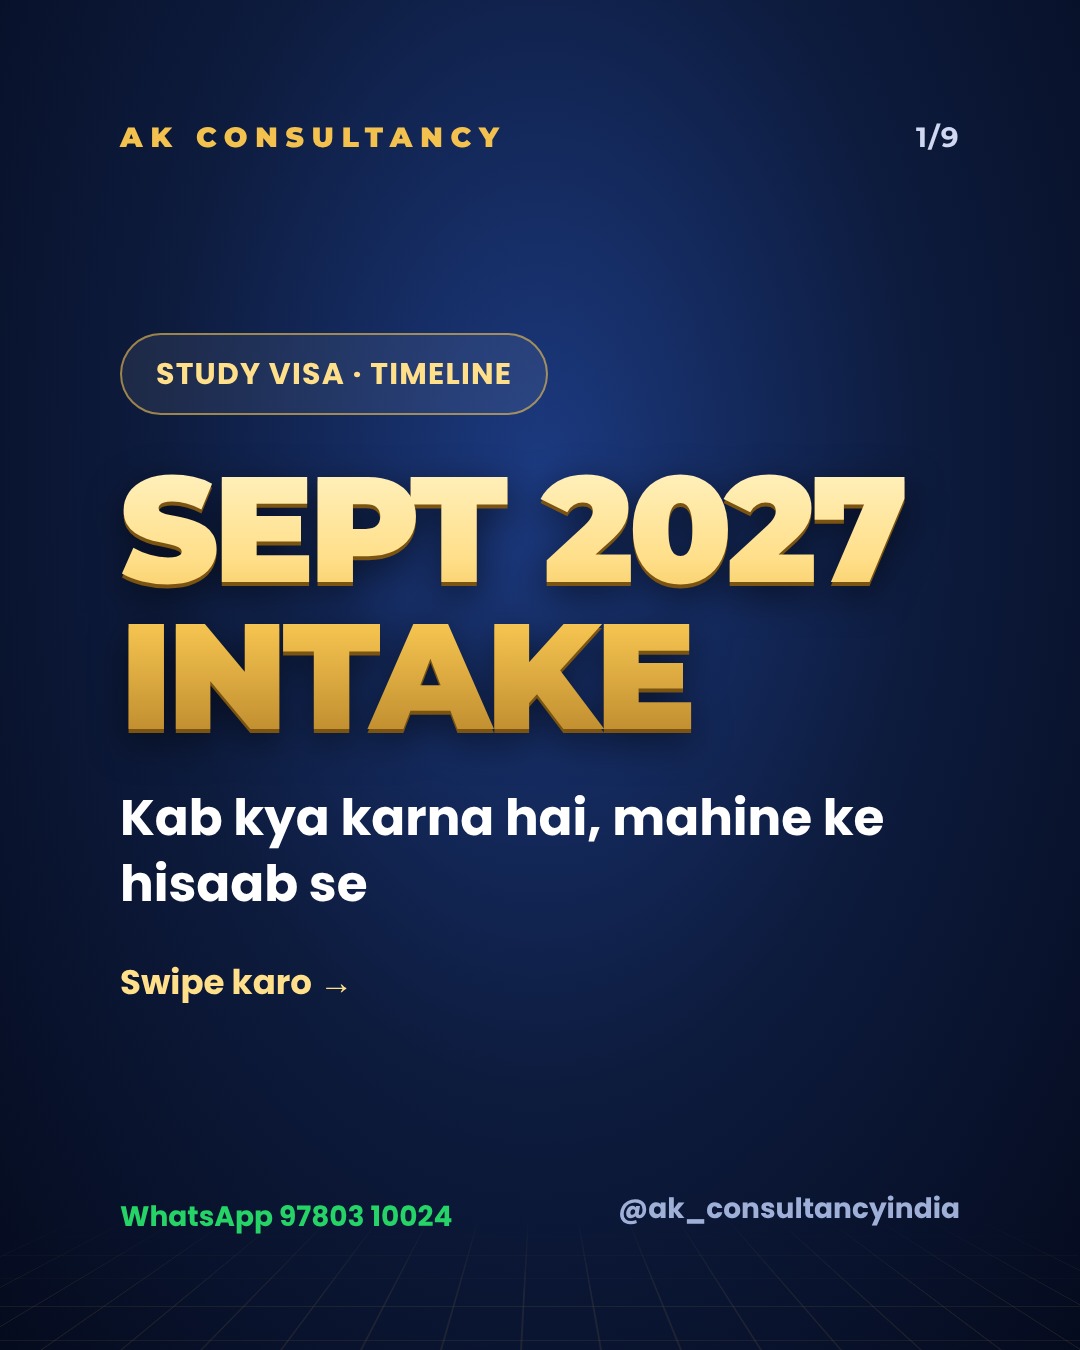 AK CONSULTANCY
1/9
STUDY VISA · TIMELINE
SEPT 2027
INTAKE
Kab kya karna hai, mahine ke
hisaab se
Swipe karo →
WhatsApp 97803 10024
@ak_consultancyindia